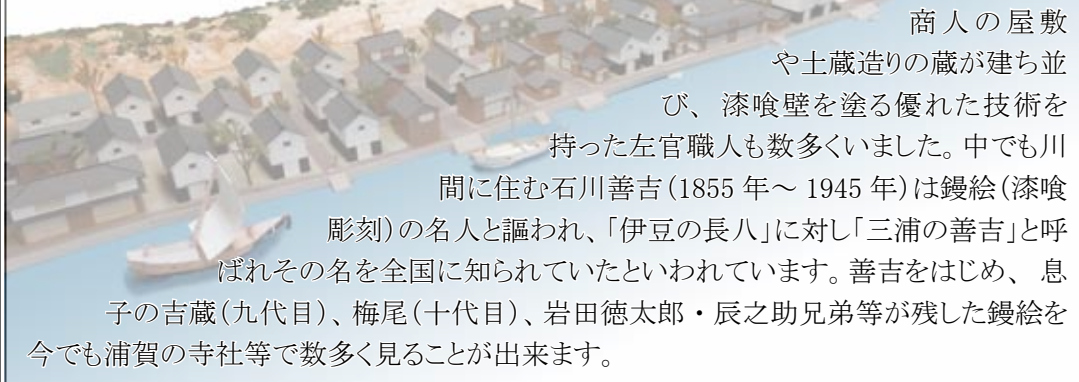 商人の屋敷
や土蔵造りの蔵が建ち並
び、漆喰壁を塗る優れた技術を
持った左官職人も数多くいました。中でも川
間に住む石川善吉(1855年～1945年)は鏝絵(漆喰
彫刻)の名人と謳われ、「伊豆の長八」に対し「三浦の善吉」と呼
ばれその名を全国に知られていたといわれています。善吉をはじめ、息
子の吉蔵(九代目)、梅尾(十代目)、岩田徳太郎・辰之助兄弟等が残した鏝絵を
今でも浦賀の寺社等で数多く見ることが出来ます。